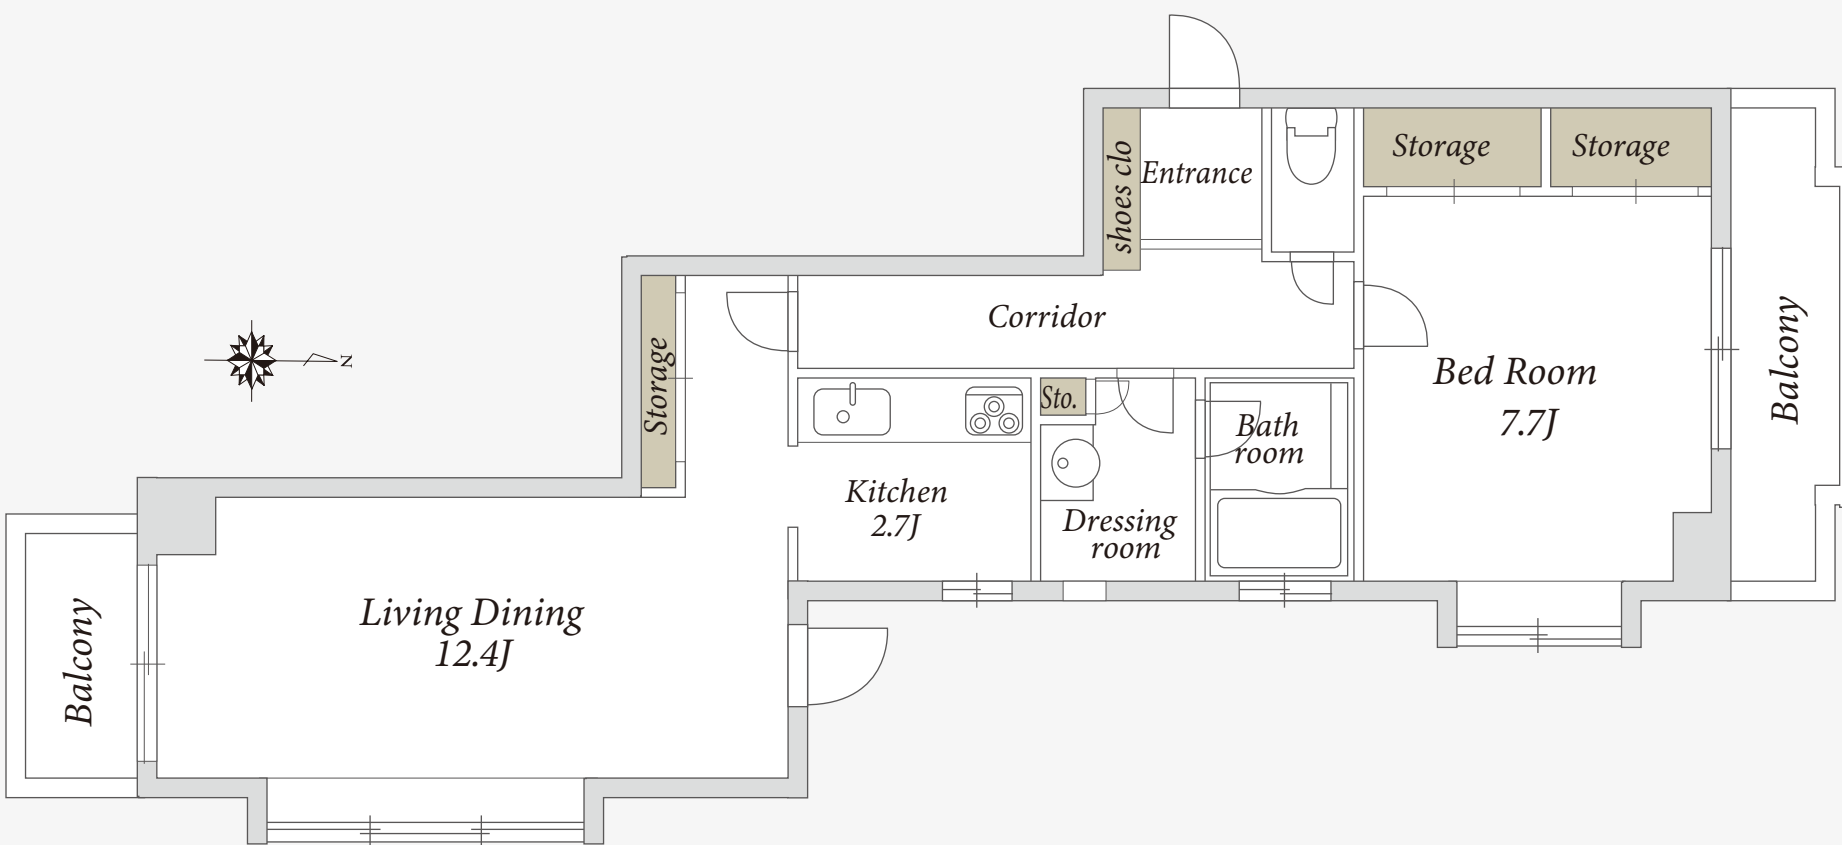 Storage
Storage
shoes clo
Entrance
N
Storage
Corridor
Bed Room
7.7J
Balcony
Sto.
Bath
room
Kitchen
2.7J
Dressing
room
Living Dining
12.4J
Balcony